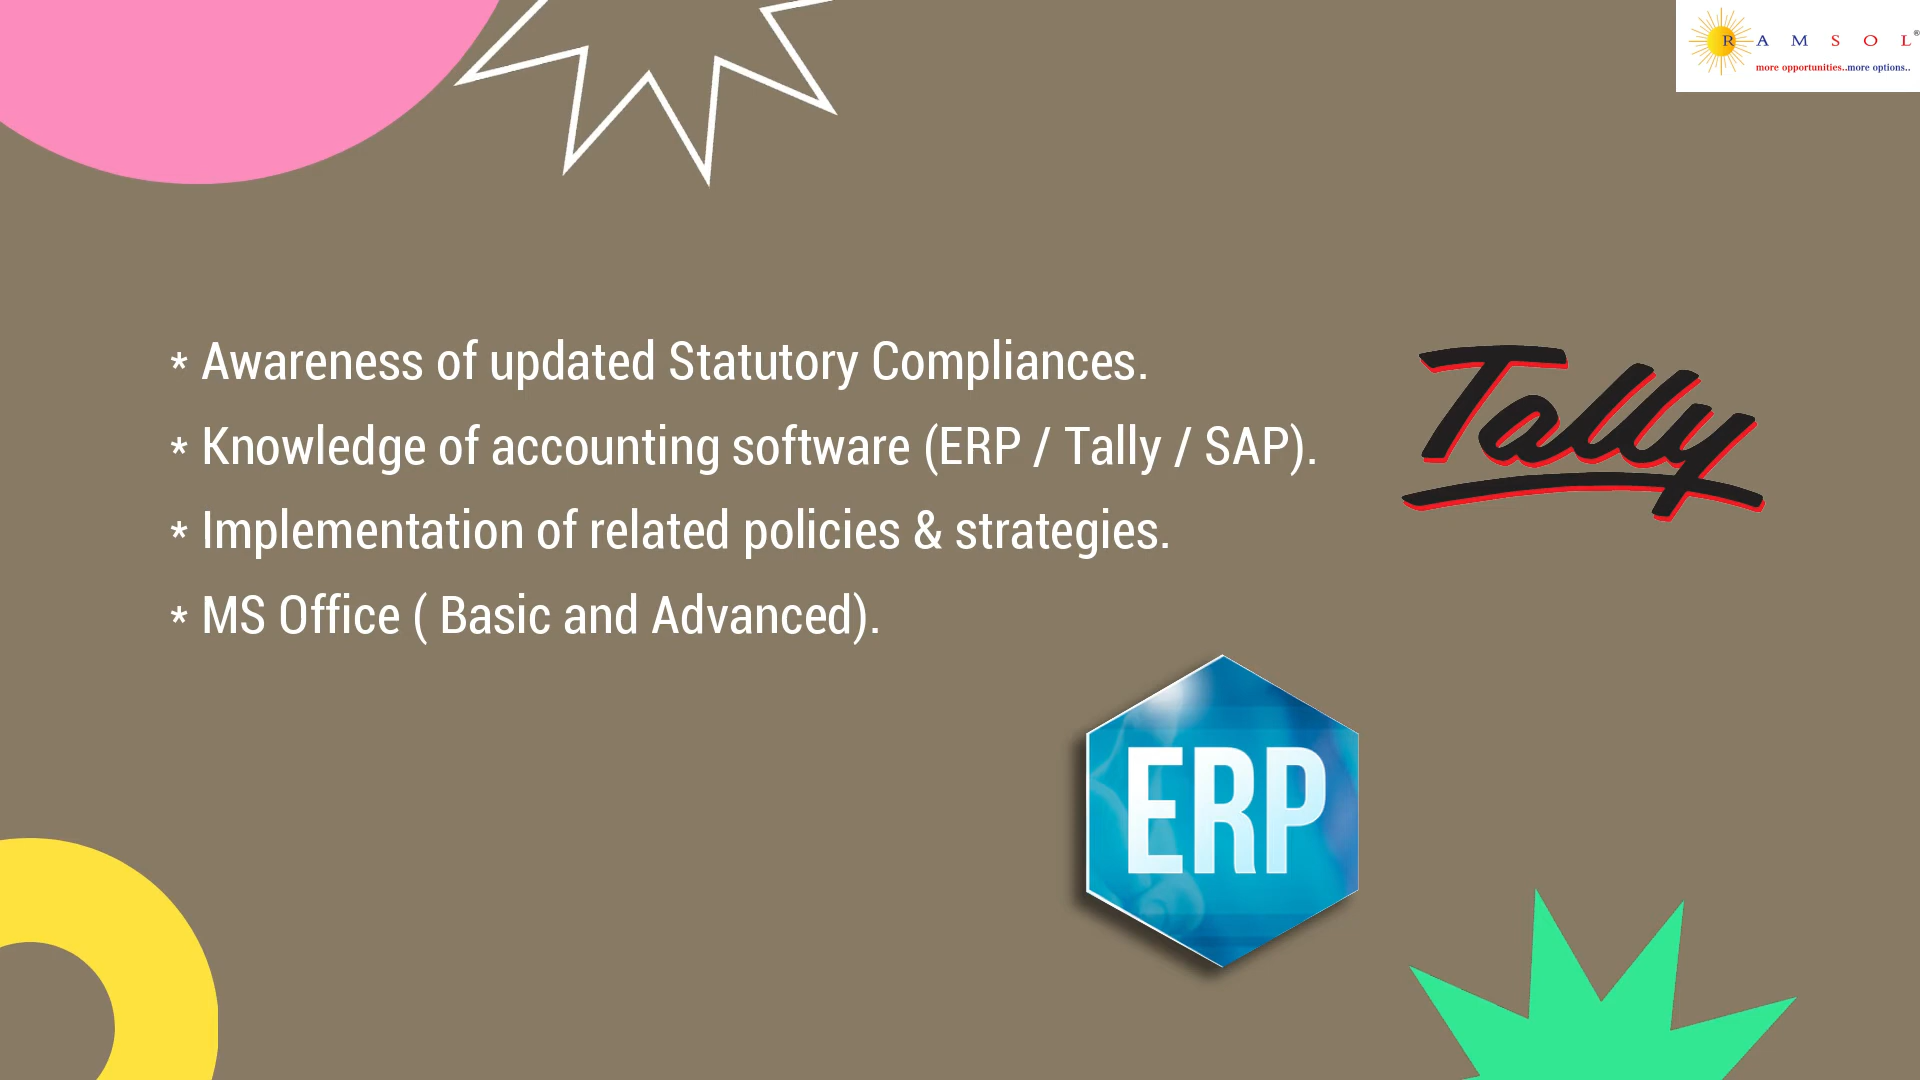 R A M S O L®
more opportunities..more options..
* Awareness of updated Statutory Compliances.
* Knowledge of accounting software (ERP / Tally / SAP).
* Implementation of related policies & strategies.
* MS Office ( Basic and Advanced).
Tally
ERP